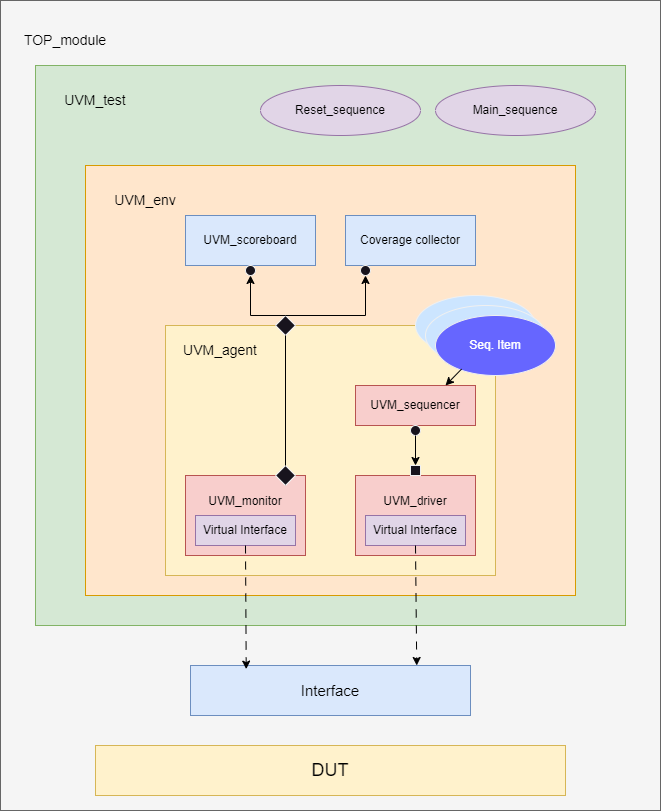 TOP_module
UVM_test
Reset_sequence
Main_sequence
UVM_env
UVM_scoreboard
Coverage collector
UVM_agent
Seq. Item
UVM_sequencer
UVM_monitor
Virtual Interface
UVM_driver
Virtual Interface
Interface
DUT